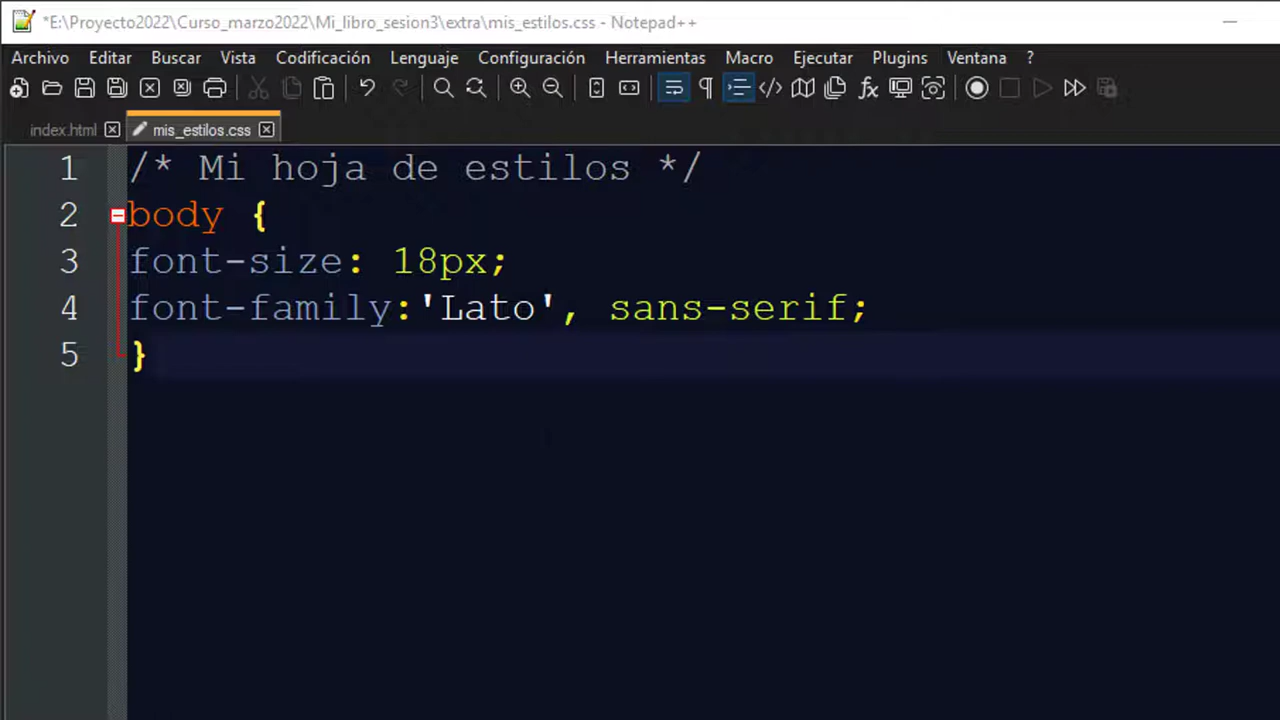 *E:\Proyecto2022\Curso_marzo2022\Mi_libro_sesion3\extra\mis_estilos.css - Notepad++
Archivo Editar Buscar Vista Codificación Lenguaje Configuración Herramientas Macro Ejecutar Plugins Ventana ?
index.html mis_estilos.css
1 /* Mi hoja de estilos */
2 body {
3 font-size: 18px;
4 font-family:'Lato', sans-serif;
5 }